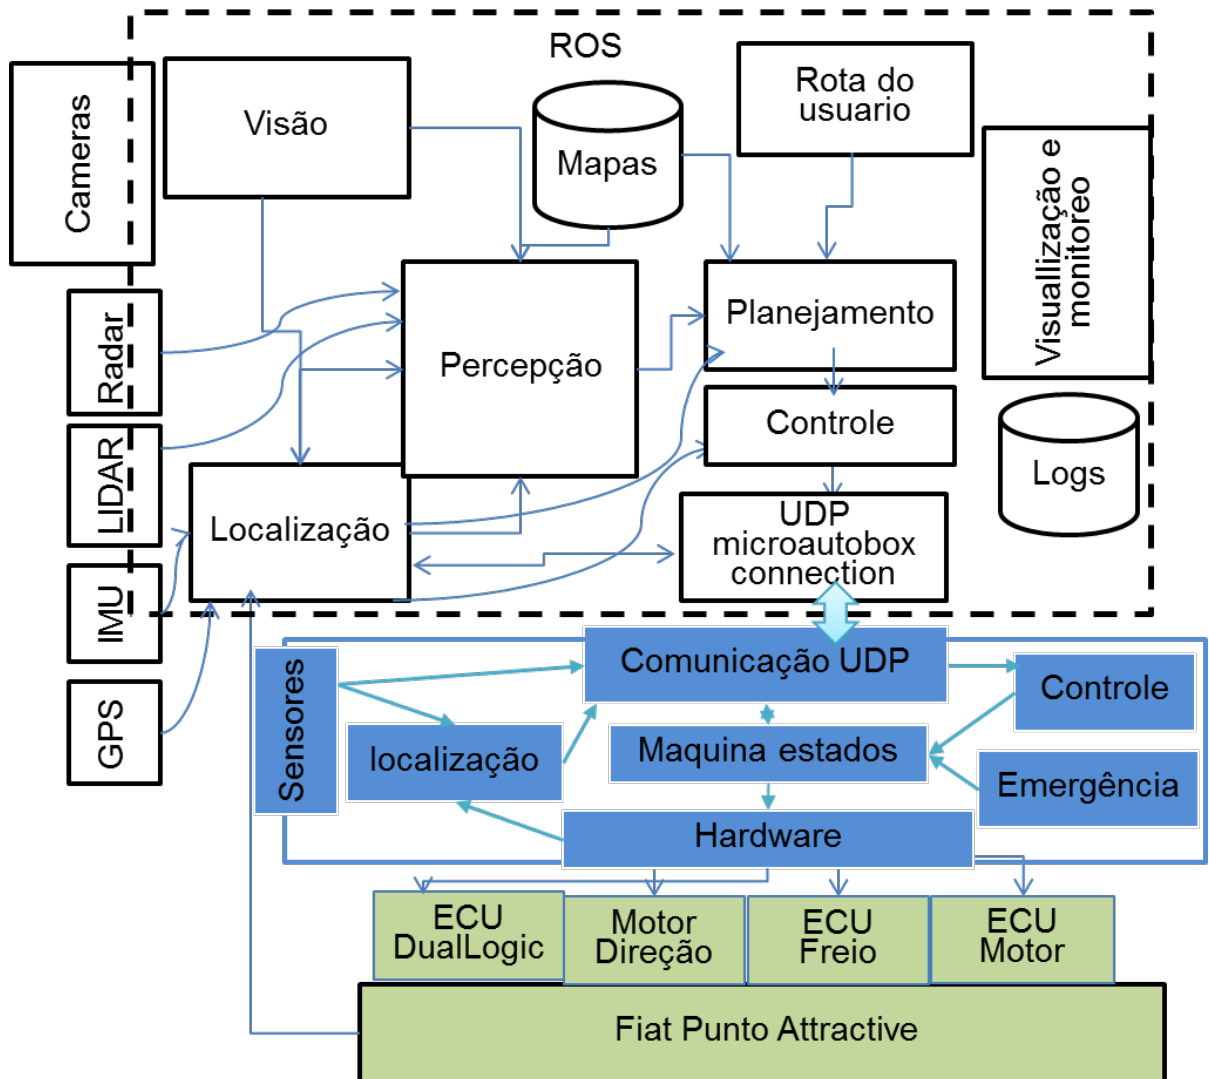 ROS
Cameras
Visão
Mapas
Rota do
usuario
Visuallização e
monitoreo
Radar
Percepção
Planejamento
Controle
LIDAR
Logs
Localização
UDP
microautobox
connection
IMU
GPS
Sensores
Comunicação UDP
Controle
localização
Maquina estados
Emergência
Hardware
ECU
DualLogic
Motor
Direção
ECU
Freio
ECU
Motor
Fiat Punto Attractive